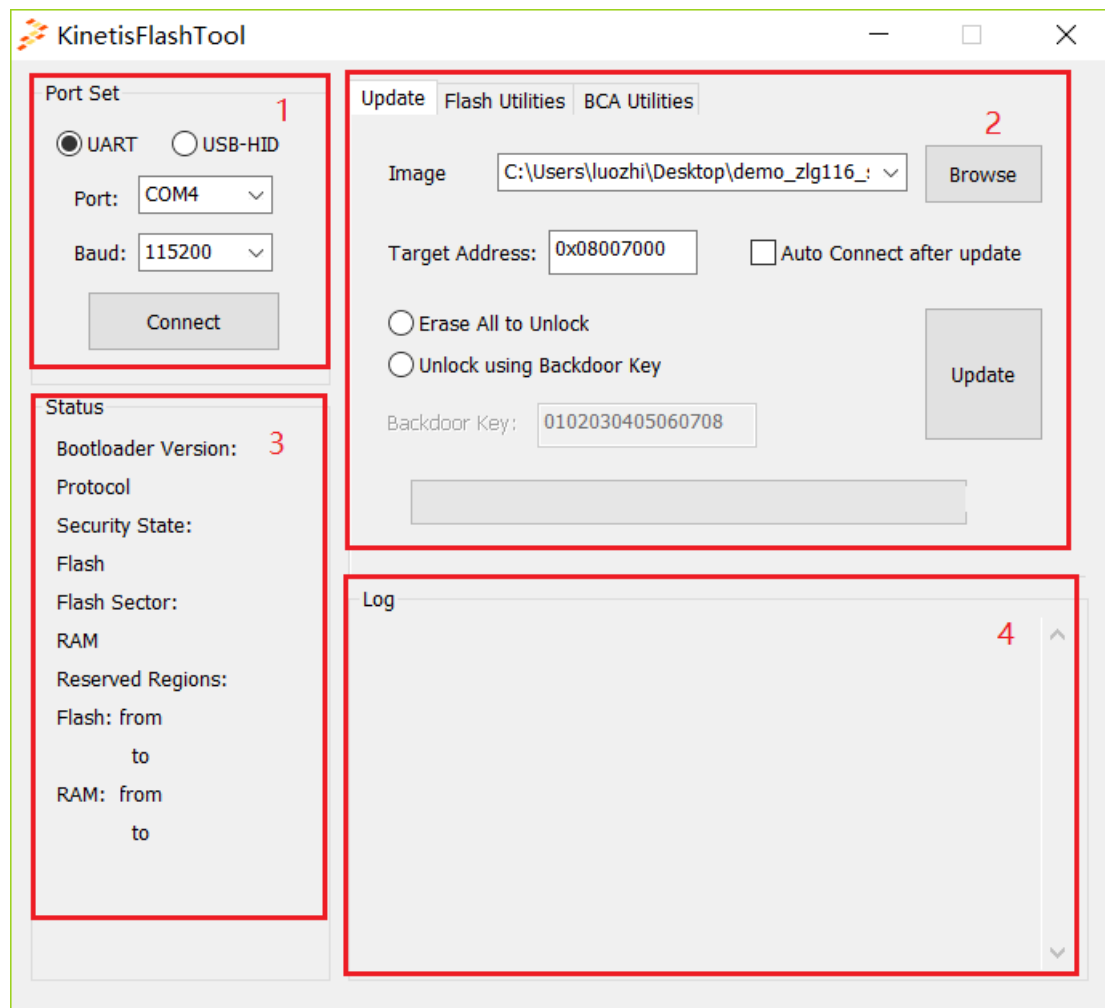 KinetisFlashTool
Port Set
1
UART USB-HID
Port: COM4
Baud: 115200
Connect
Update Flash Utilities BCA Utilities
2
Image C:\Users\luozhi\Desktop\demo_zlg116_ Browse
Target Address: 0x08007000 Auto Connect after update
Erase All to Unlock
Unlock using Backdoor Key
Update
Backdoor Key: 0102030405060708
Status
Bootloader Version:
3
Protocol
Security State:
Flash
Flash Sector:
RAM
Reserved Regions:
Flash: from
to
RAM: from
to
Log
4